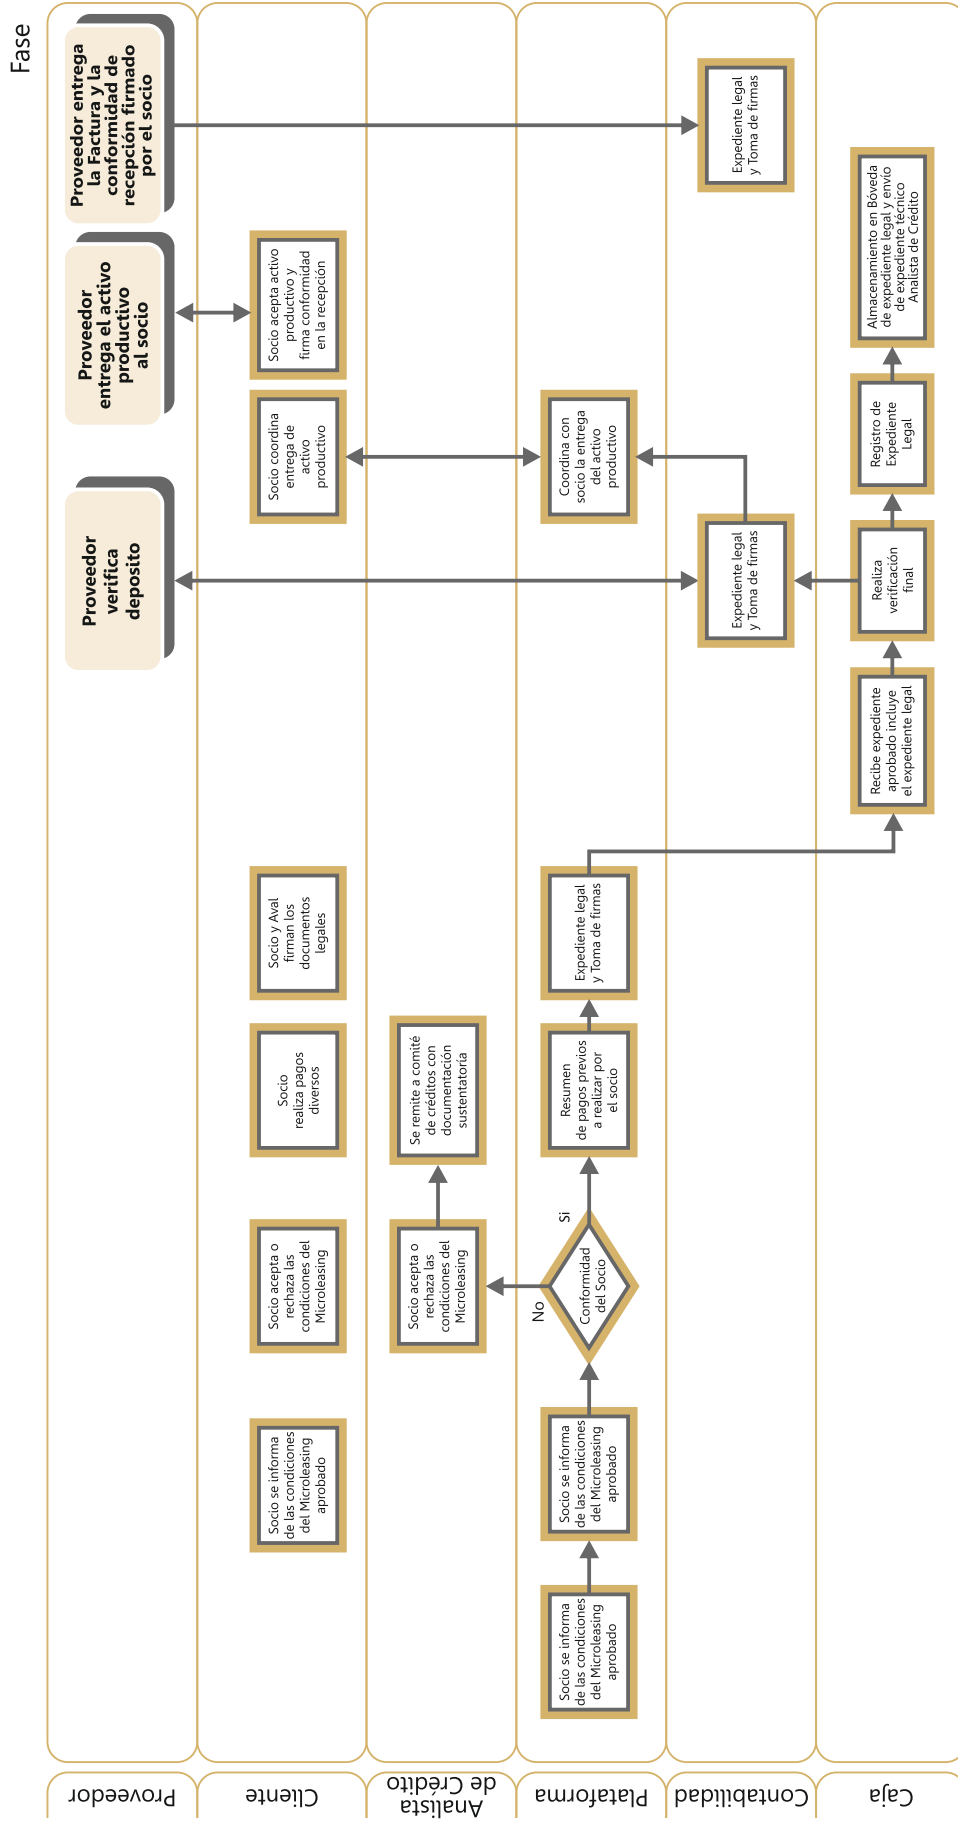 Fase
Proveedor
Proveedor
verifica
deposito
Proveedor
entrega el activo
productivo
al socio
Proveedor entrega
la Factura y la
conformidad de
recepción firmado
por el socio
Cliente
Socio se informa
de las condiciones
del Microleasing
aprobado
Socio acepta o
rechaza las
condiciones del
Microleasing
Socio
realiza pagos
diversos
Socio y Aval
firman los
documentos
legales
Socio coordina
entrega de
activo
productivo
Socio acepta activo
productivo y
firma conformidad
en la recepción
Analista
de Crédito
Socio acepta o
rechaza las
condiciones del
Microleasing
Se remite a comité
de créditos con
documentación
sustentatoría
Plataforma
Socio se informa
de las condiciones
del Microleasing
aprobado
Socio se informa
de las condiciones
del Microleasing
aprobado
Conformidad
del Socio
No
Si
Resumen
de pagos previos
a realizar por
el socio
Expediente legal
y Toma de firmas
Coordina con
socio la entrega
del activo
productivo
Contabilidad
Expediente legal
y Toma de firmas
Expediente legal
y Toma de firmas
Caja
Recibe expediente
aprobado incluye
el expediente legal
Realiza
verificación
final
Registro de
Expediente
Legal
Almacenamiento en Bóveda
de expediente legal y envío
de expediente técnico
Analista de Crédito